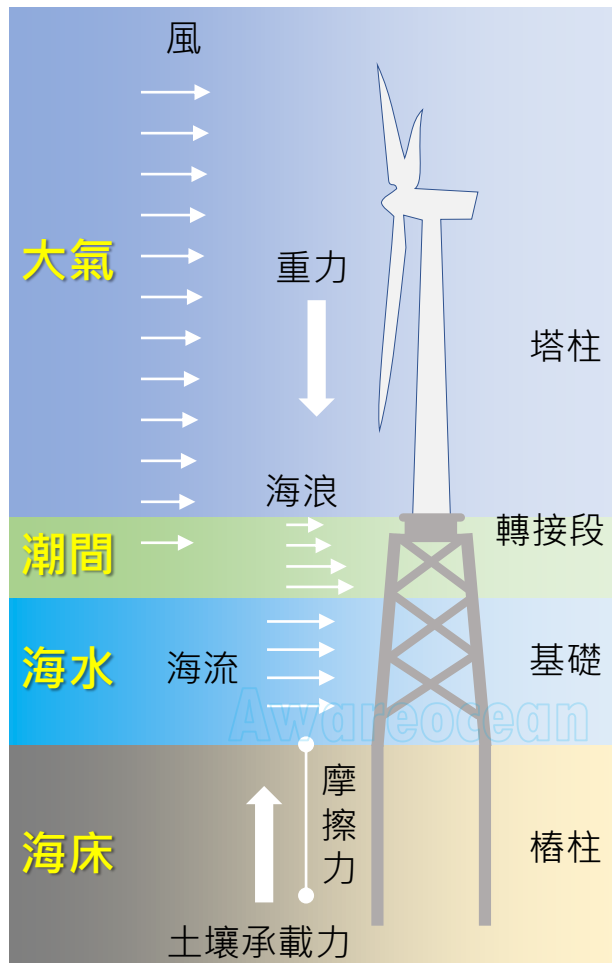 風
大氣
重力
塔柱
海浪
轉接段
潮間
海水
海流
基礎
Awareocean
海床
摩擦力
樁柱
土壤承載力